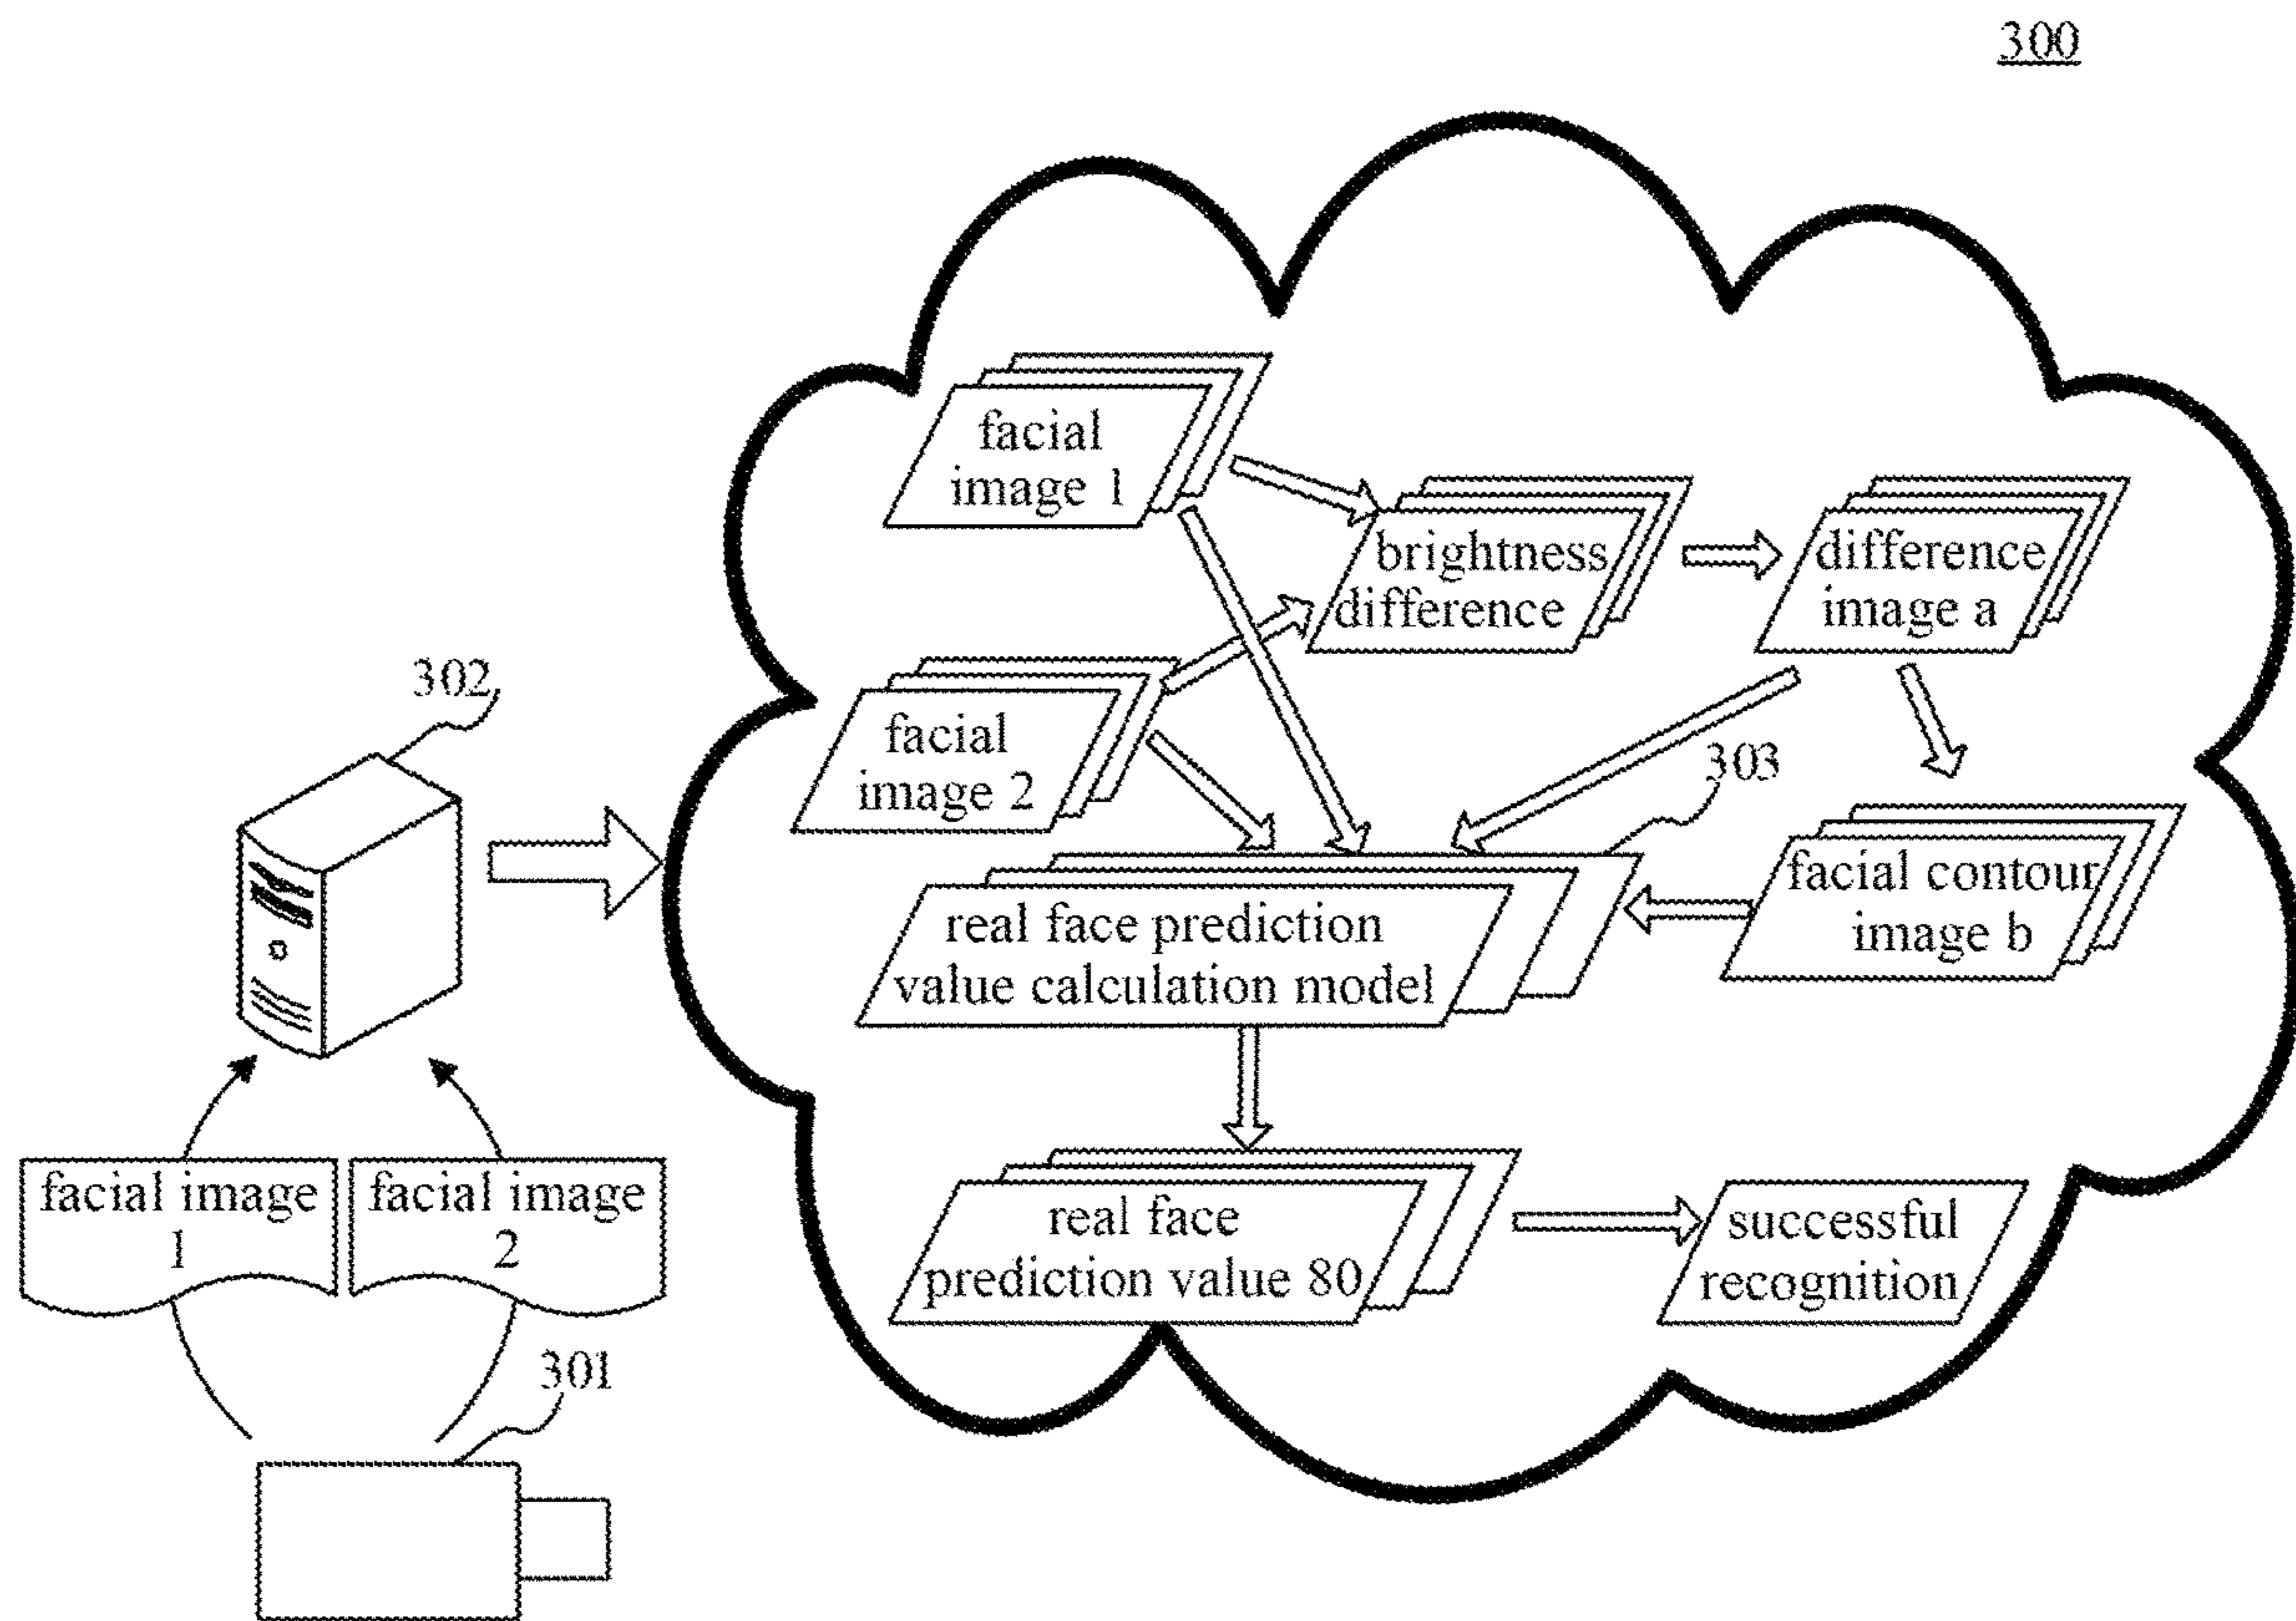 300
facial
image 1
brightness
difference
difference
image a
302
facial
image 2
303
facial contour
image b
real face prediction
value calculation model
facial image
1
facial image
2
real face
prediction value 80
successful
recognition
301